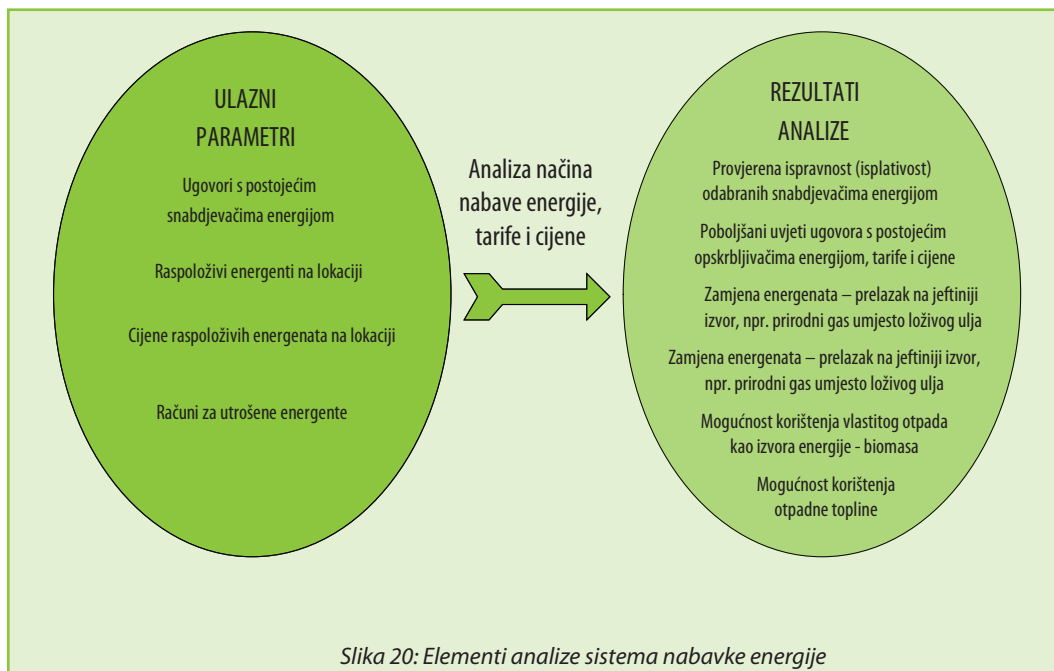 ULAZNI
PARAMETRI
Ugovori s postojećim
snabdjevačima energijom
Raspoloživi energenti na lokaciji
Cijene raspoloživih energenata na lokaciji
Računi za utrošene energente
Analiza načina
nabave energije,
tarife i cijene
REZULTATI
ANALIZE
Provjerena ispravnost (isplativost)
odabranih snabdjevačima energijom
Poboljšani uvjeti ugovora s postojećim
opskrbljivačima energijom, tarife i cijene
Zamjena energenata – prelazak na jeftiniji
izvor, npr. prirodni gas umjesto loživog ulja
Zamjena energenata – prelazak na jeftiniji izvor,
npr. prirodni gas umjesto loživog ulja
Mogućnost korištenja vlastitog otpada
kao izvora energije - biomasa
Mogućnost korištenja
otpadne topline
Slika 20: Elementi analize sistema nabavke energije